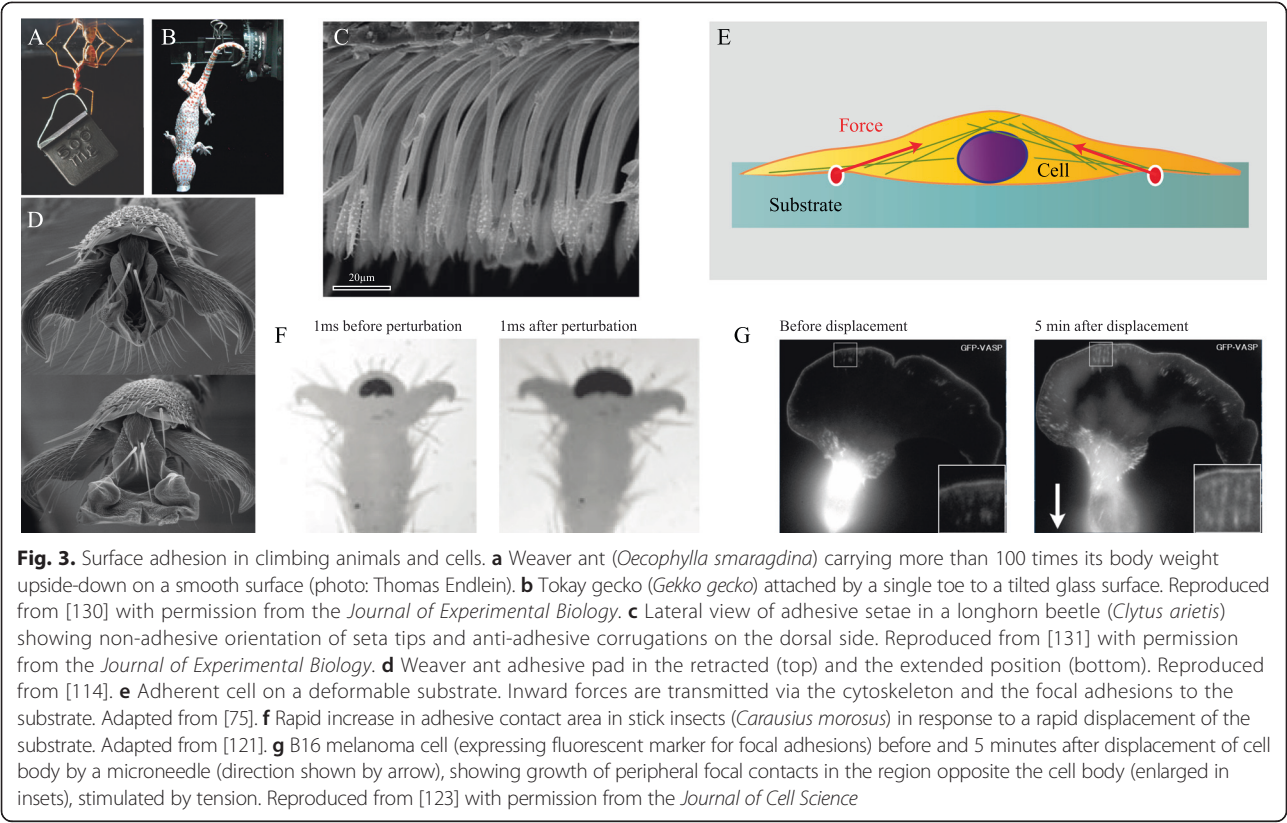 A
B
C
E
500
mg
Force
Cell
Substrate
D
20µm
F
1ms before perturbation
1ms after perturbation
G
Before displacement
5 min after displacement
GFP-VASP
GFP-VASP
Fig. 3. Surface adhesion in climbing animals and cells. a Weaver ant (Oecophylla smaragdina) carrying more than 100 times its body weight
upside-down on a smooth surface (photo: Thomas Endlein). b Tokay gecko (Gekko gecko) attached by a single toe to a tilted glass surface. Reproduced
from [130] with permission from the Journal of Experimental Biology. c Lateral view of adhesive setae in a longhorn beetle (Clytus arietis)
showing non-adhesive orientation of seta tips and anti-adhesive corrugations on the dorsal side. Reproduced from [131] with permission
from the Journal of Experimental Biology. d Weaver ant adhesive pad in the retracted (top) and the extended position (bottom). Reproduced
from [114]. e Adherent cell on a deformable substrate. Inward forces are transmitted via the cytoskeleton and the focal adhesions to the
substrate. Adapted from [75]. f Rapid increase in adhesive contact area in stick insects (Carausius morosus) in response to a rapid displacement of the
substrate. Adapted from [121]. g B16 melanoma cell (expressing fluorescent marker for focal adhesions) before and 5 minutes after displacement of cell
body by a microneedle (direction shown by arrow), showing growth of peripheral focal contacts in the region opposite the cell body (enlarged in
insets), stimulated by tension. Reproduced from [123] with permission from the Journal of Cell Science